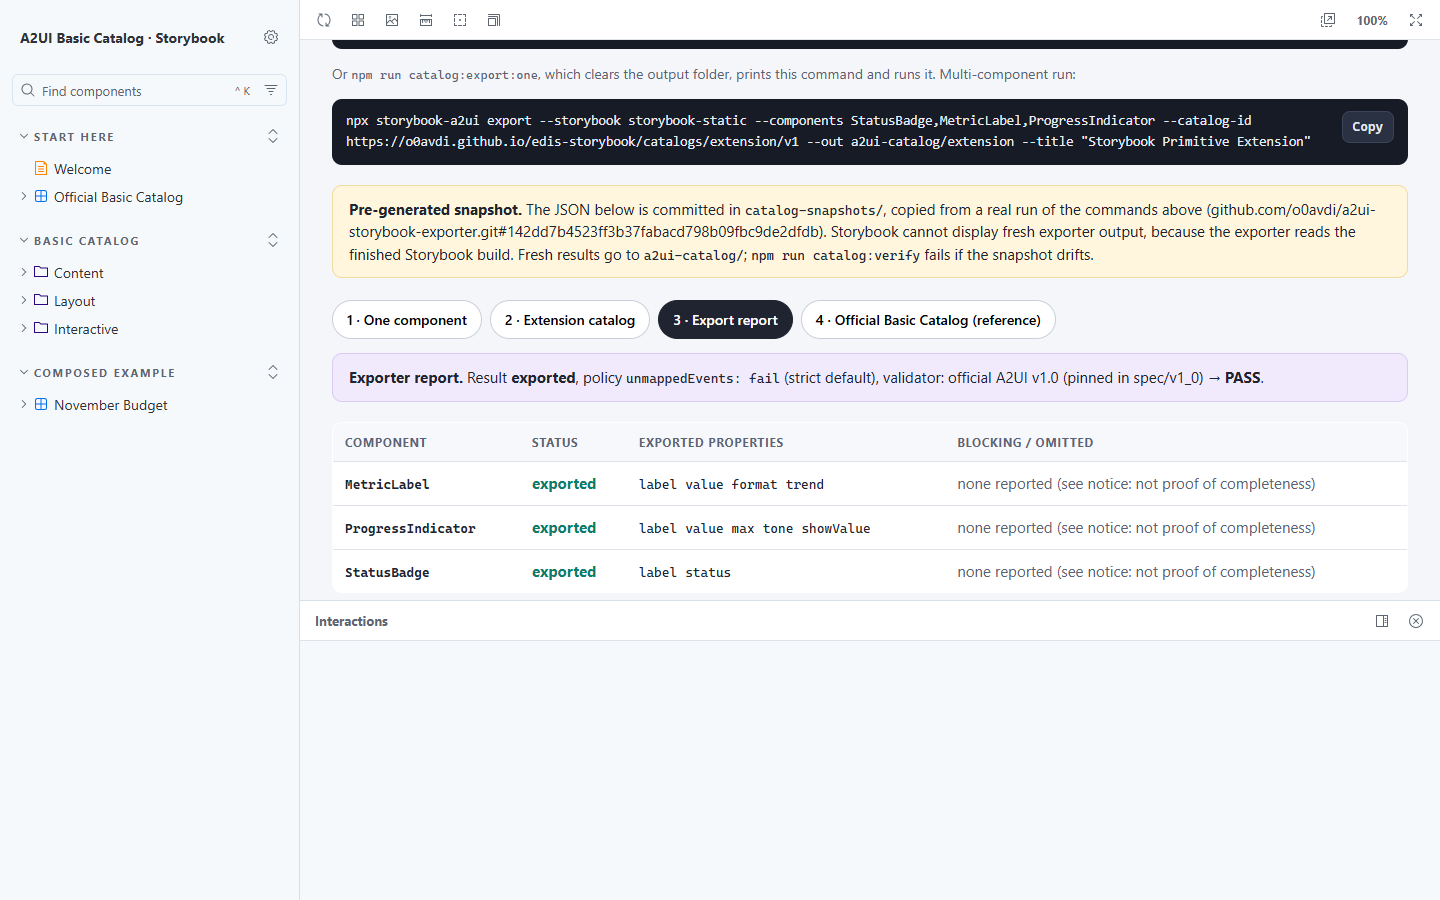 A2UI Basic Catalog · Storybook
Find components
^ K
START HERE
Welcome
Official Basic Catalog
BASIC CATALOG
Content
Layout
Interactive
COMPOSED EXAMPLE
November Budget
100%
Or npm run catalog:export:one, which clears the output folder, prints this command and runs it. Multi-component run:
npx storybook-a2ui export --storybook storybook-static --components StatusBadge,MetricLabel,ProgressIndicator --catalog-id
https://o0avdi.github.io/edis-storybook/catalogs/extension/v1 --out a2ui-catalog/extension --title "Storybook Primitive Extension"
Copy
Pre-generated snapshot. The JSON below is committed in catalog-snapshots/, copied from a real run of the commands above (github.com/o0avdi/a2ui-
storybook-exporter.git#142dd7b4523ff3b37fabacd798b09fbc9de2dfdb). Storybook cannot display fresh exporter output, because the exporter reads the
finished Storybook build. Fresh results go to a2ui-catalog/; npm run catalog:verify fails if the snapshot drifts.
1 · One component
2 · Extension catalog
3 · Export report
4 · Official Basic Catalog (reference)
Exporter report. Result exported, policy unmappedEvents: fail (strict default), validator: official A2UI v1.0 (pinned in spec/v1_0) → PASS.
COMPONENT STATUS EXPORTED PROPERTIES BLOCKING / OMITTED
MetricLabel exported label value format trend none reported (see notice: not proof of completeness)
ProgressIndicator exported label value max tone showValue none reported (see notice: not proof of completeness)
StatusBadge exported label status none reported (see notice: not proof of completeness)
Interactions